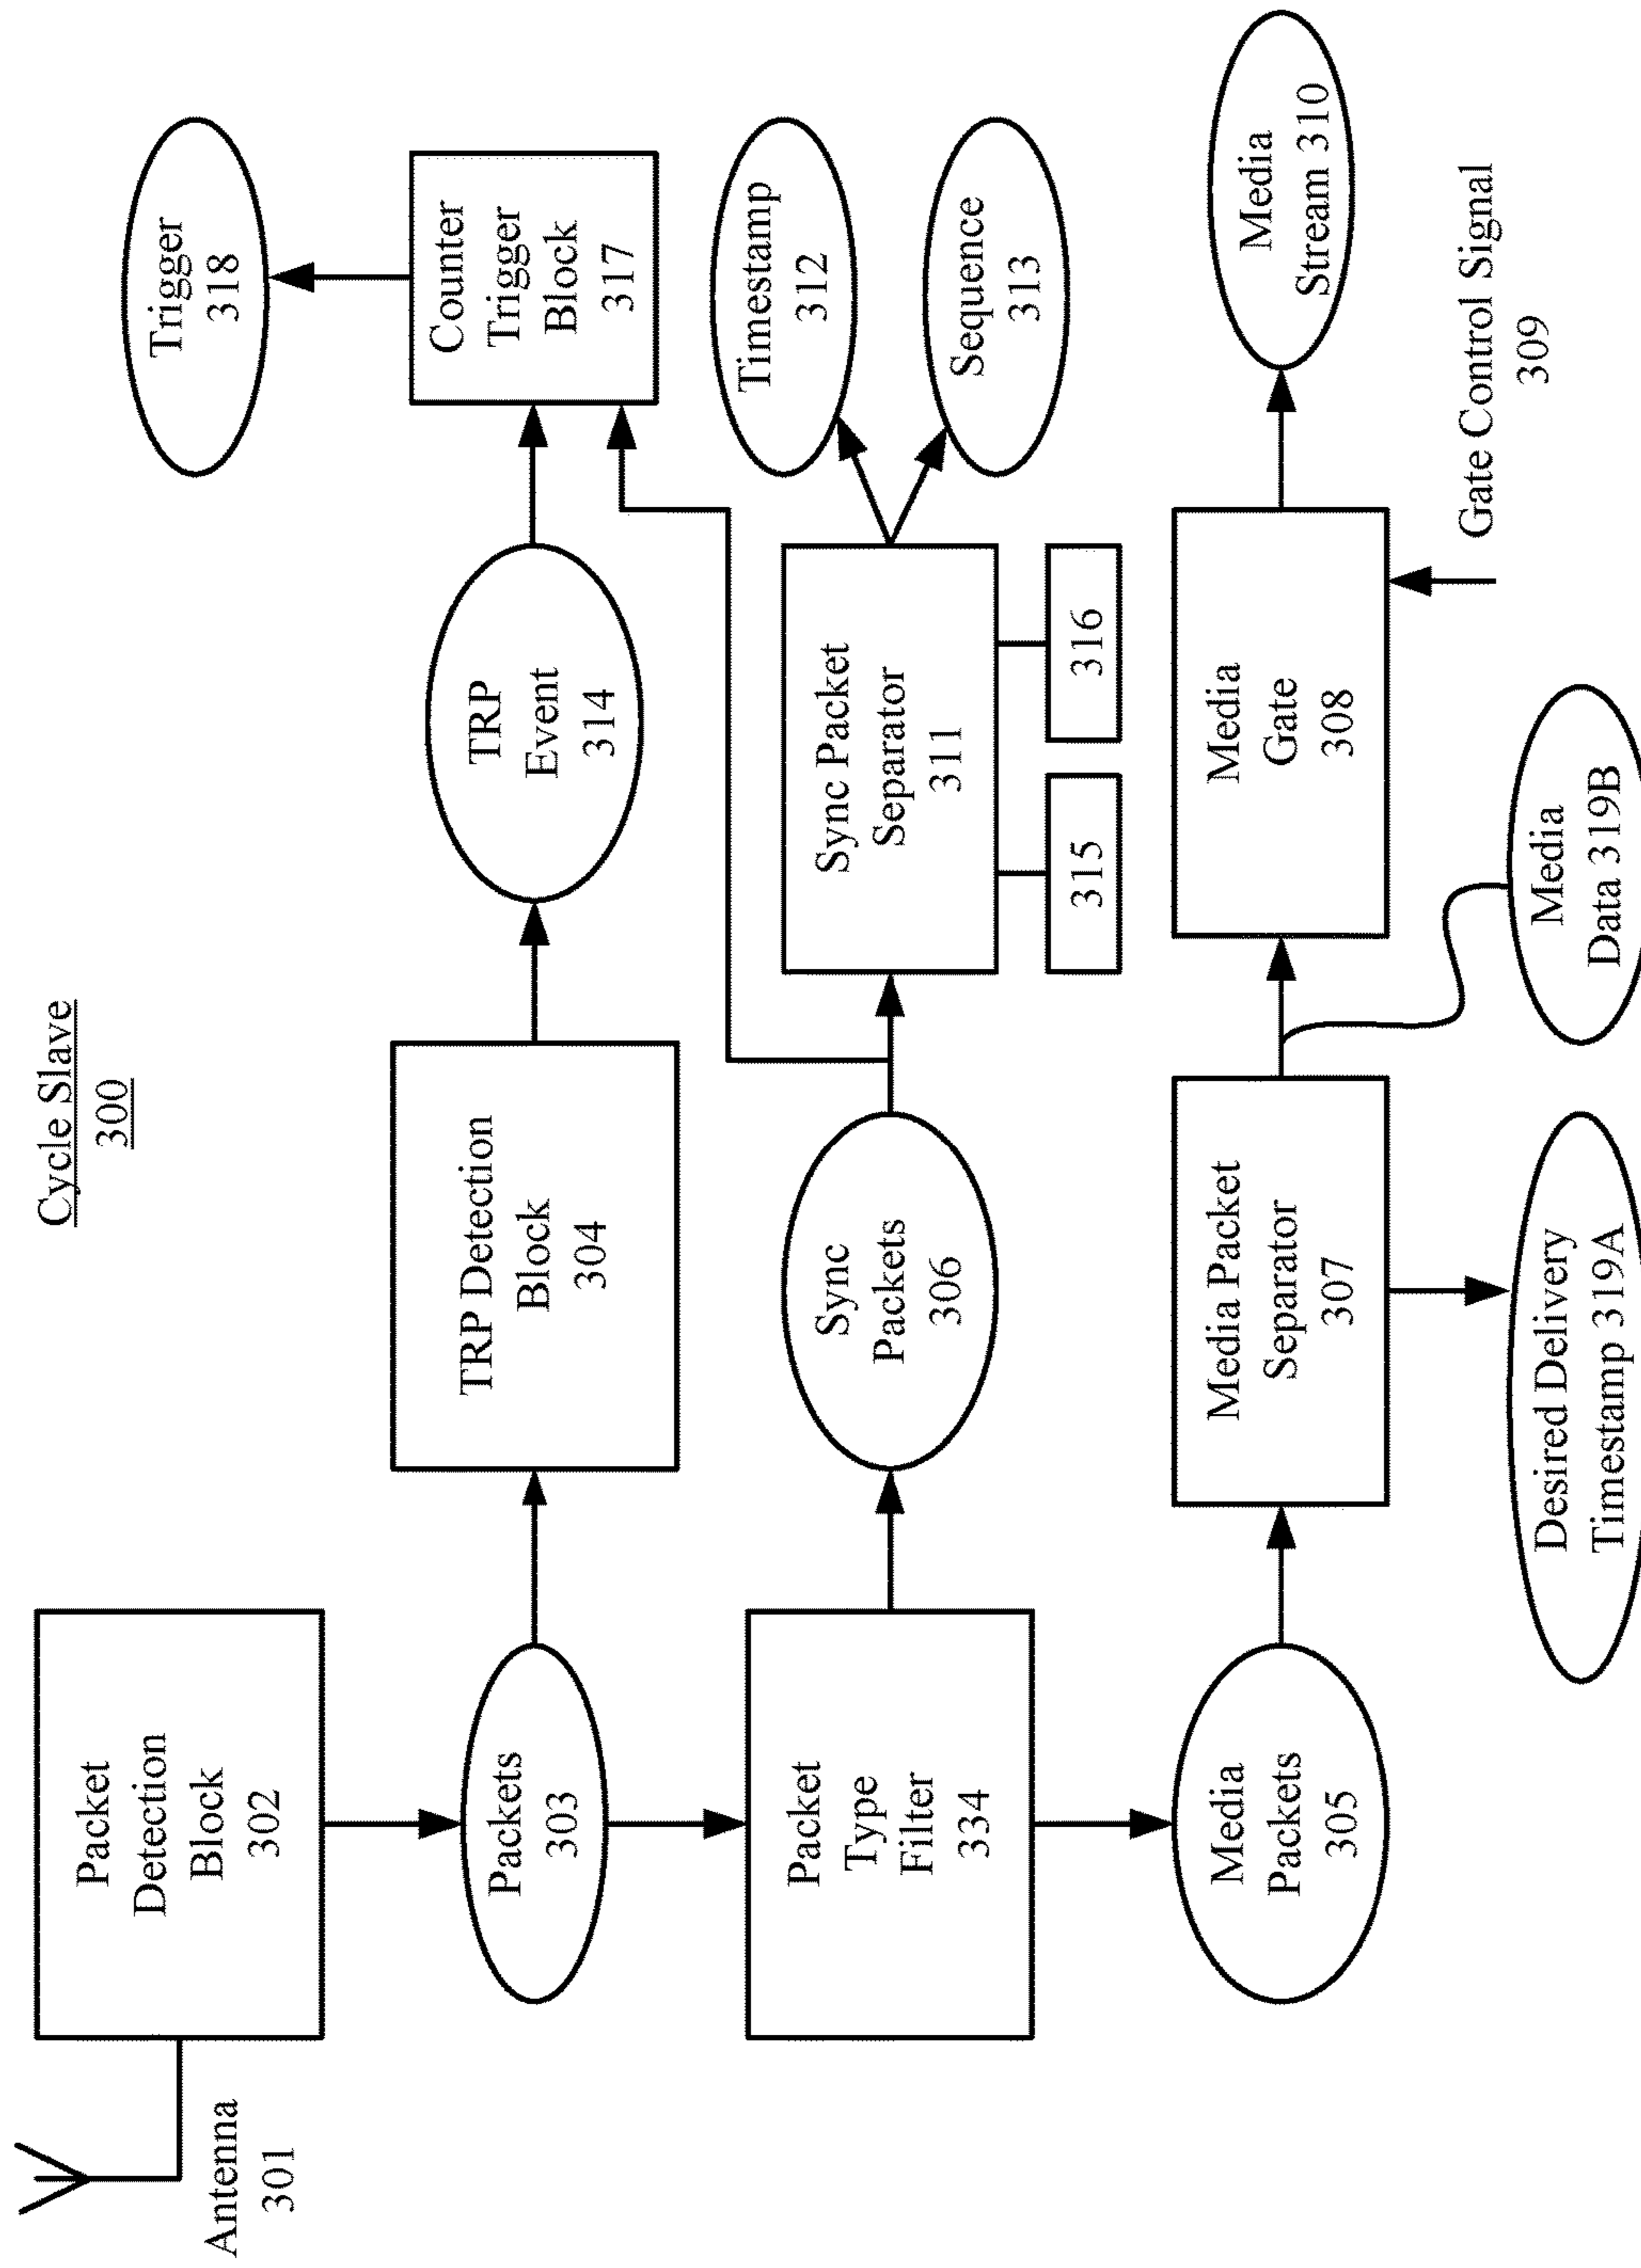 Cycle Slave
300
Antenna
301
Packet
Detection
Block
302
Packets
303
TRP Detection
Block
304
TRP
Event
314
Counter
Trigger
Block
317
Trigger
318
Packet
Type
Filter
334
Sync
Packets
306
Sync Packet
Separator
311
315
316
Timestamp
312
Sequence
313
Media
Packets
305
Media Packet
Separator
307
Media
Gate
308
Media
Stream 310
Desired Delivery
Timestamp 319A
Media
Data 319B
Gate Control Signal
309